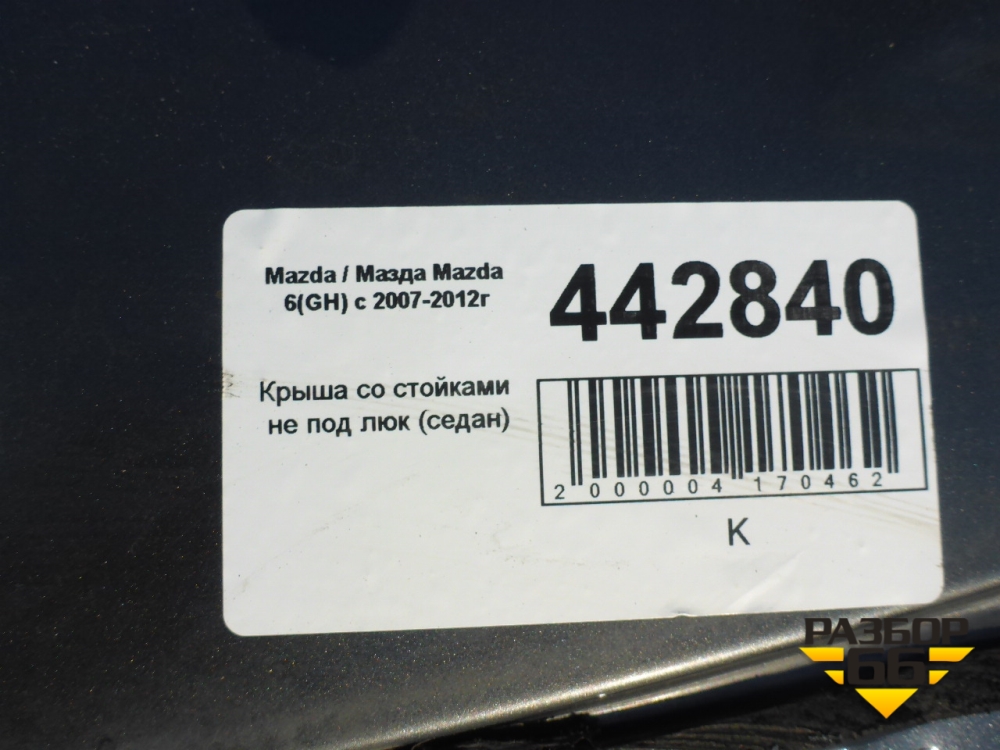 Mazda / Мазда Mazda
6(GH) с 2007-2012г
442840
Крыша со стойками
не под люк (седан)
2 000004 170462
К
РАЗБОР
66